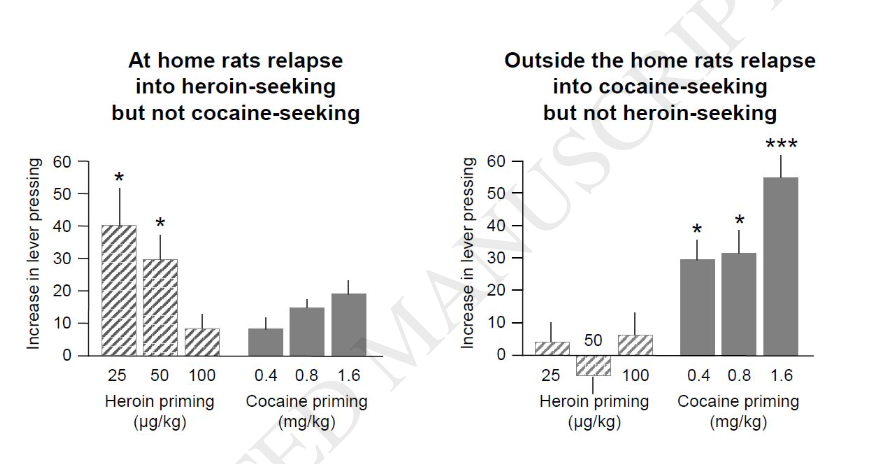 At home rats relapse
into heroin-seeking
but not cocaine-seeking
Increase in lever pressing
60
50
40
30
20
10
0
*
*
25 50 100 0.4 0.8 1.6
Heroin priming Cocaine priming
(µg/kg) (mg/kg)
Outside the home rats relapse
into cocaine-seeking
but not heroin-seeking
Increase in lever pressing
60
50
40
30
20
10
0
*
*
***
50
25 100 0.4 0.8 1.6
Heroin priming Cocaine priming
(µg/kg) (mg/kg)
MANUSCRIPT